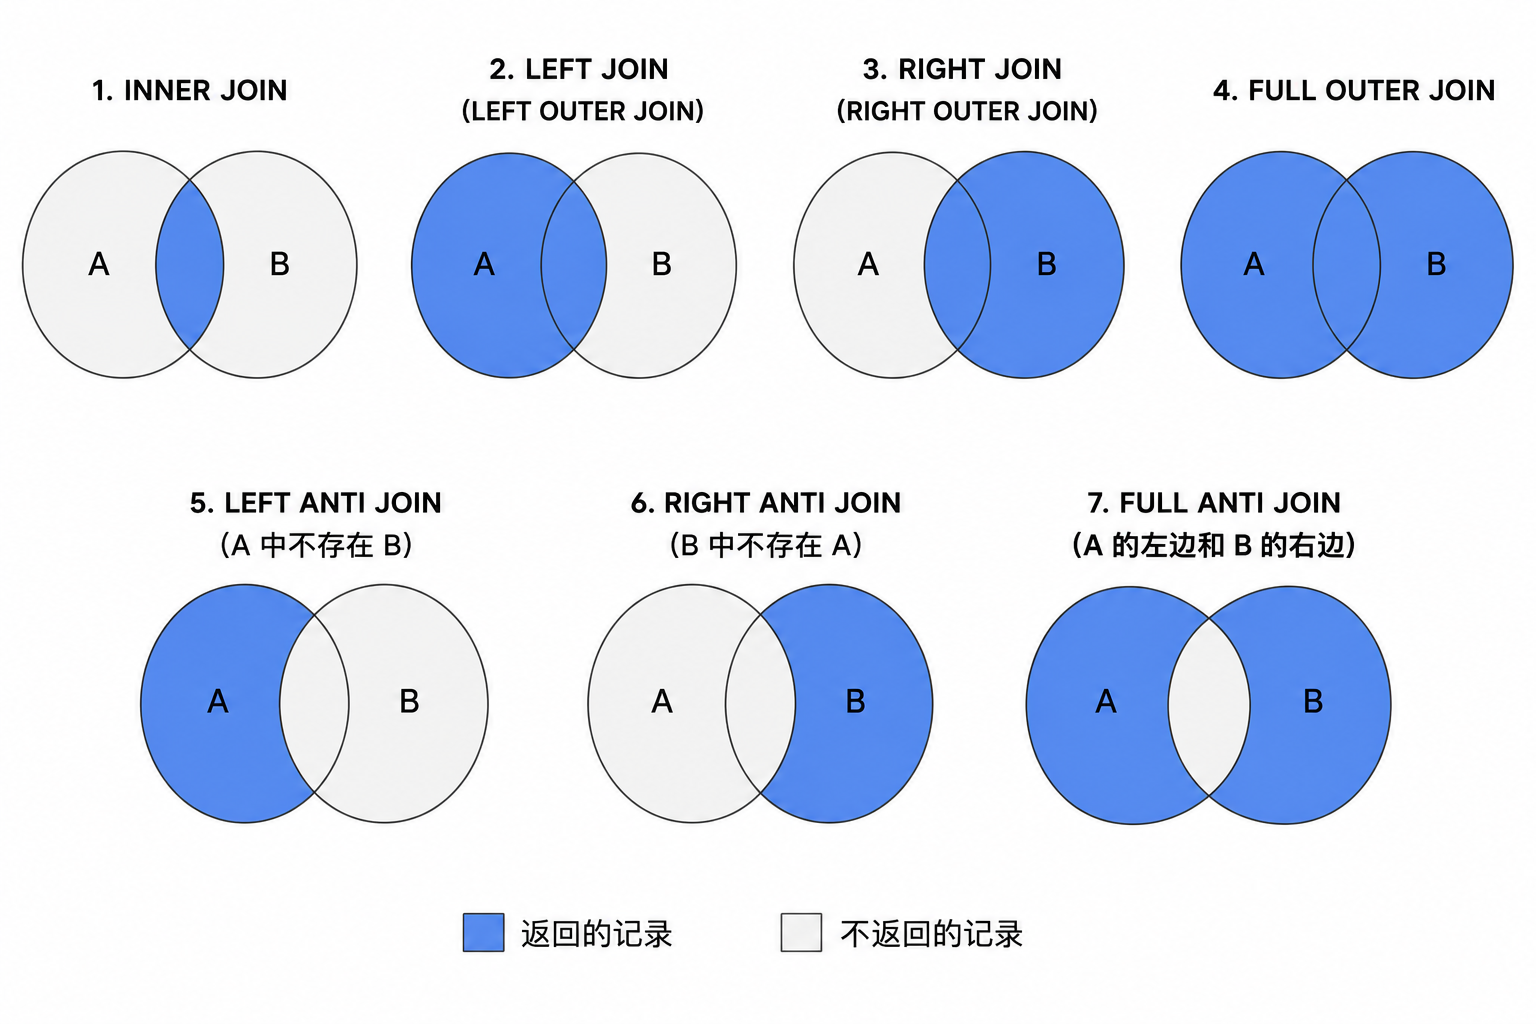 1. INNER JOIN
2. LEFT JOIN
(LEFT OUTER JOIN)
3. RIGHT JOIN
(RIGHT OUTER JOIN)
4. FULL OUTER JOIN
A
B
A
B
A
B
A
B
5. LEFT ANTI JOIN
(A 中不存在 B)
6. RIGHT ANTI JOIN
(B 中不存在 A)
7. FULL ANTI JOIN
(A 的左边和 B 的右边)
A
B
A
B
A
B
返回的记录
不返回的记录